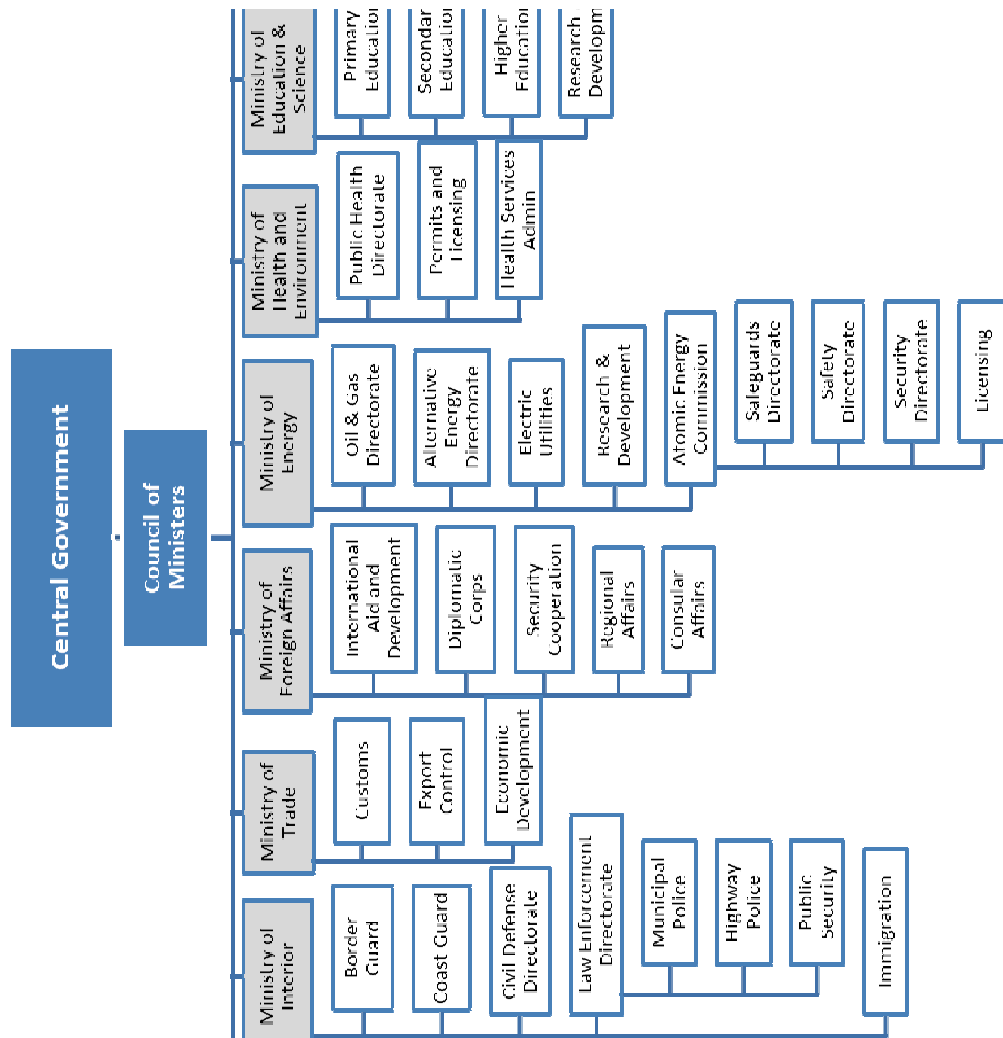 Central Government
Council of
Ministers
Ministry of
Interior
Border
Guard
Coast Guard
Civil Defense
Directorate
Law Enforcement
Directorate
Municipal
Police
Highway
Police
Public
Security
Immigration
Ministry of
Trade
Customs
Export
Control
Economic
Development
Ministry of
Foreign Affairs
International
Aid and
Development
Diplomatic
Corps
Security
Cooperation
Regional
Affairs
Consular
Affairs
Ministry of
Energy
Oil & Gas
Directorate
Alternative
Energy
Directorate
Electric
Utilities
Research &
Development
Atomic Energy
Commission
Safeguards
Directorate
Safety
Directorate
Security
Directorate
Licensing
Ministry of
Health and
Environment
Public Health
Directorate
Permits and
Licensing
Health Services
Admin
Ministry of
Education &
Science
Primary
Education
Secondar
Education
Higher
Education
Research
Developm